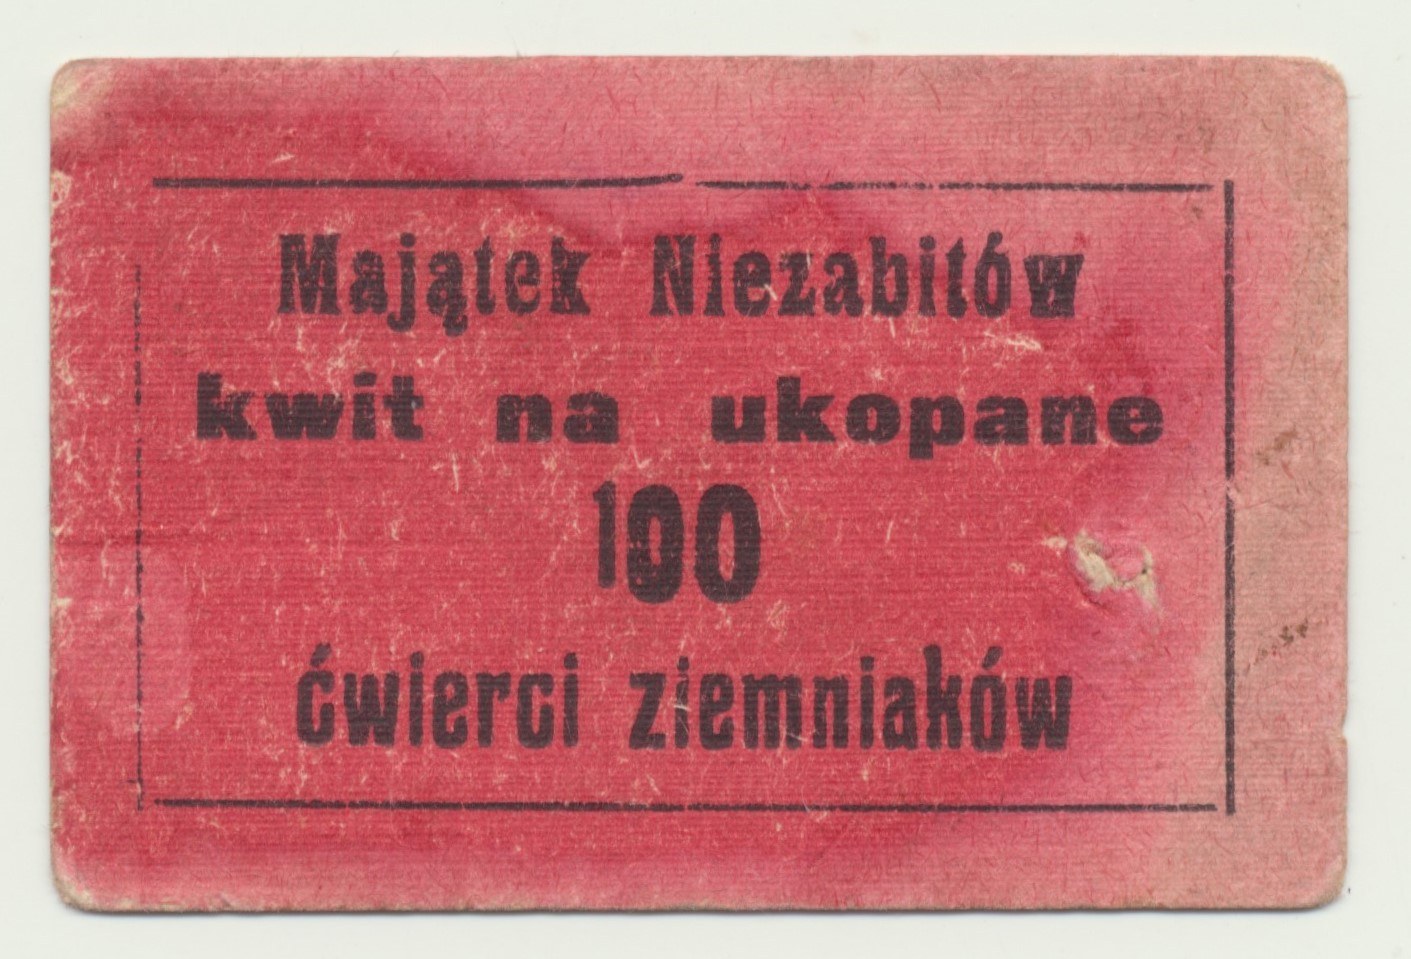 Majątek Niezabitów
kwit na ukopane
100
ćwierci ziemniaków